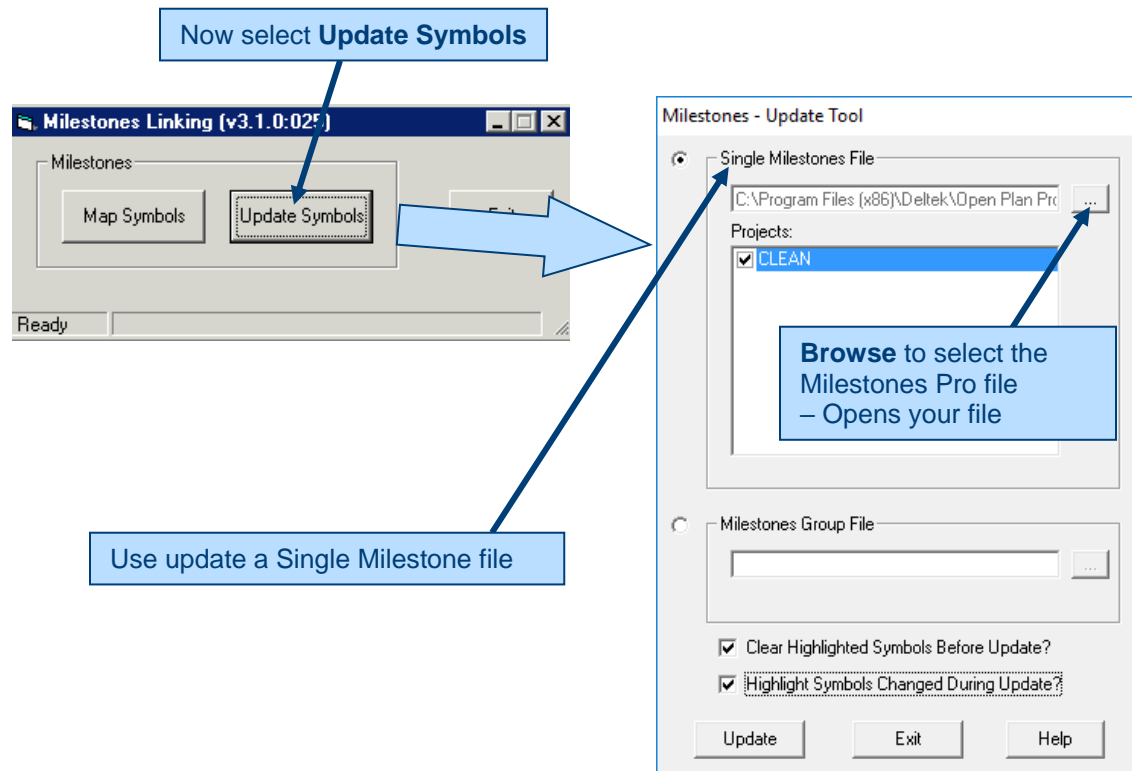 Now select Update Symbols
Milestones Linking (v3.1.0:025)
Milestones
Map Symbols
Update Symbols
Ready
Use update a Single Milestone file
Milestones - Update Tool
Single Milestones File
C:\Program Files (x86)\Deltek\Open Plan Pro
...
Projects:
CLEAN
Browse to select the
Milestones Pro file
– Opens your file
Milestones Group File
...
Clear Highlighted Symbols Before Update?
Highlight Symbols Changed During Update?
Update
Exit
Help